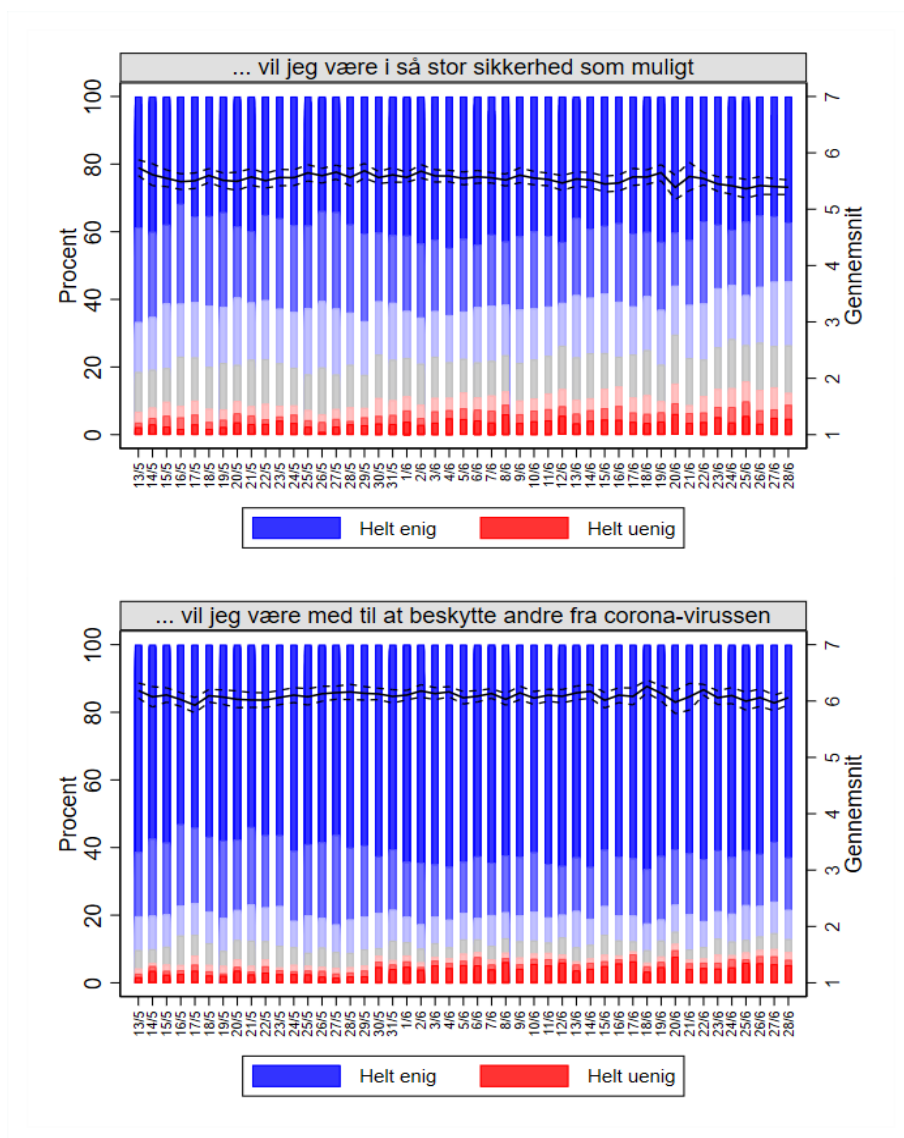 ... vil jeg være i så stor sikkerhed som muligt
Procent
0 20 40 60 80 100
Gennemsnit
1 2 3 4 5 6 7
13/5 14/5 15/5 16/5 17/5 18/5 19/5 20/5 21/5 22/5 23/5 24/5 25/5 26/5 27/5 28/5 29/5 30/5 31/5 1/6 2/6 3/6 4/6 5/6 6/6 7/6 8/6 9/6 10/6 11/6 12/6 13/6 14/6 15/6 16/6 17/6 18/6 19/6 20/6 21/6 22/6 23/6 24/6 25/6 26/6 27/6 28/6
Helt enig Helt uenig
... vil jeg være med til at beskytte andre fra corona-virussen
Procent
0 20 40 60 80 100
Gennemsnit
1 2 3 4 5 6 7
13/5 14/5 15/5 16/5 17/5 18/5 19/5 20/5 21/5 22/5 23/5 24/5 25/5 26/5 27/5 28/5 29/5 30/5 31/5 1/6 2/6 3/6 4/6 5/6 6/6 7/6 8/6 9/6 10/6 11/6 12/6 13/6 14/6 15/6 16/6 17/6 18/6 19/6 20/6 21/6 22/6 23/6 24/6 25/6 26/6 27/6 28/6
Helt enig Helt uenig